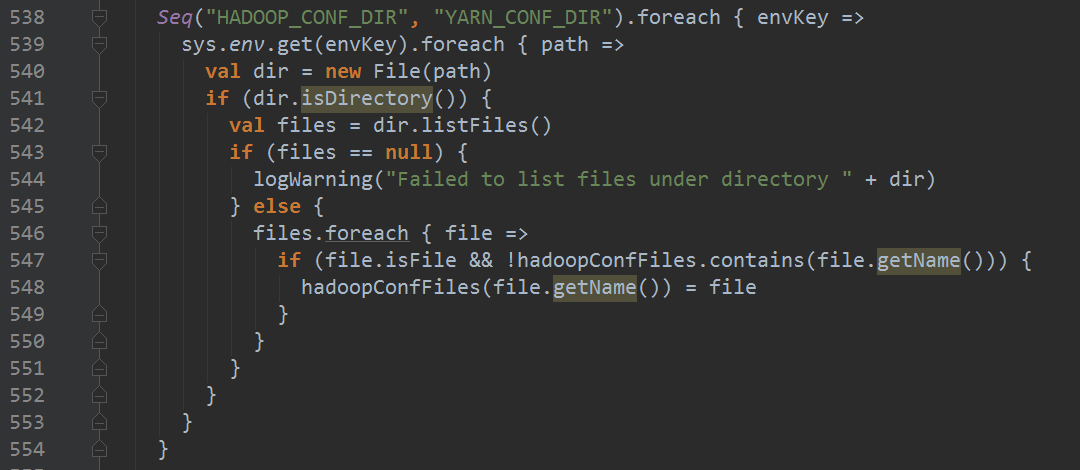 538 Seq("HADOOP_CONF_DIR", "YARN_CONF_DIR").foreach { envKey =>
539 sys.env.get(envKey).foreach { path =>
540 val dir = new File(path)
541 if (dir.isDirectory()) {
542 val files = dir.listFiles()
543 if (files == null) {
544 logWarning("Failed to list files under directory " + dir)
545 } else {
546 files.foreach { file =>
547 if (file.isFile && !hadoopConfFiles.contains(file.getName())) {
548 hadoopConfFiles(file.getName()) = file
549 }
550 }
551 }
552 }
553 }
554 }